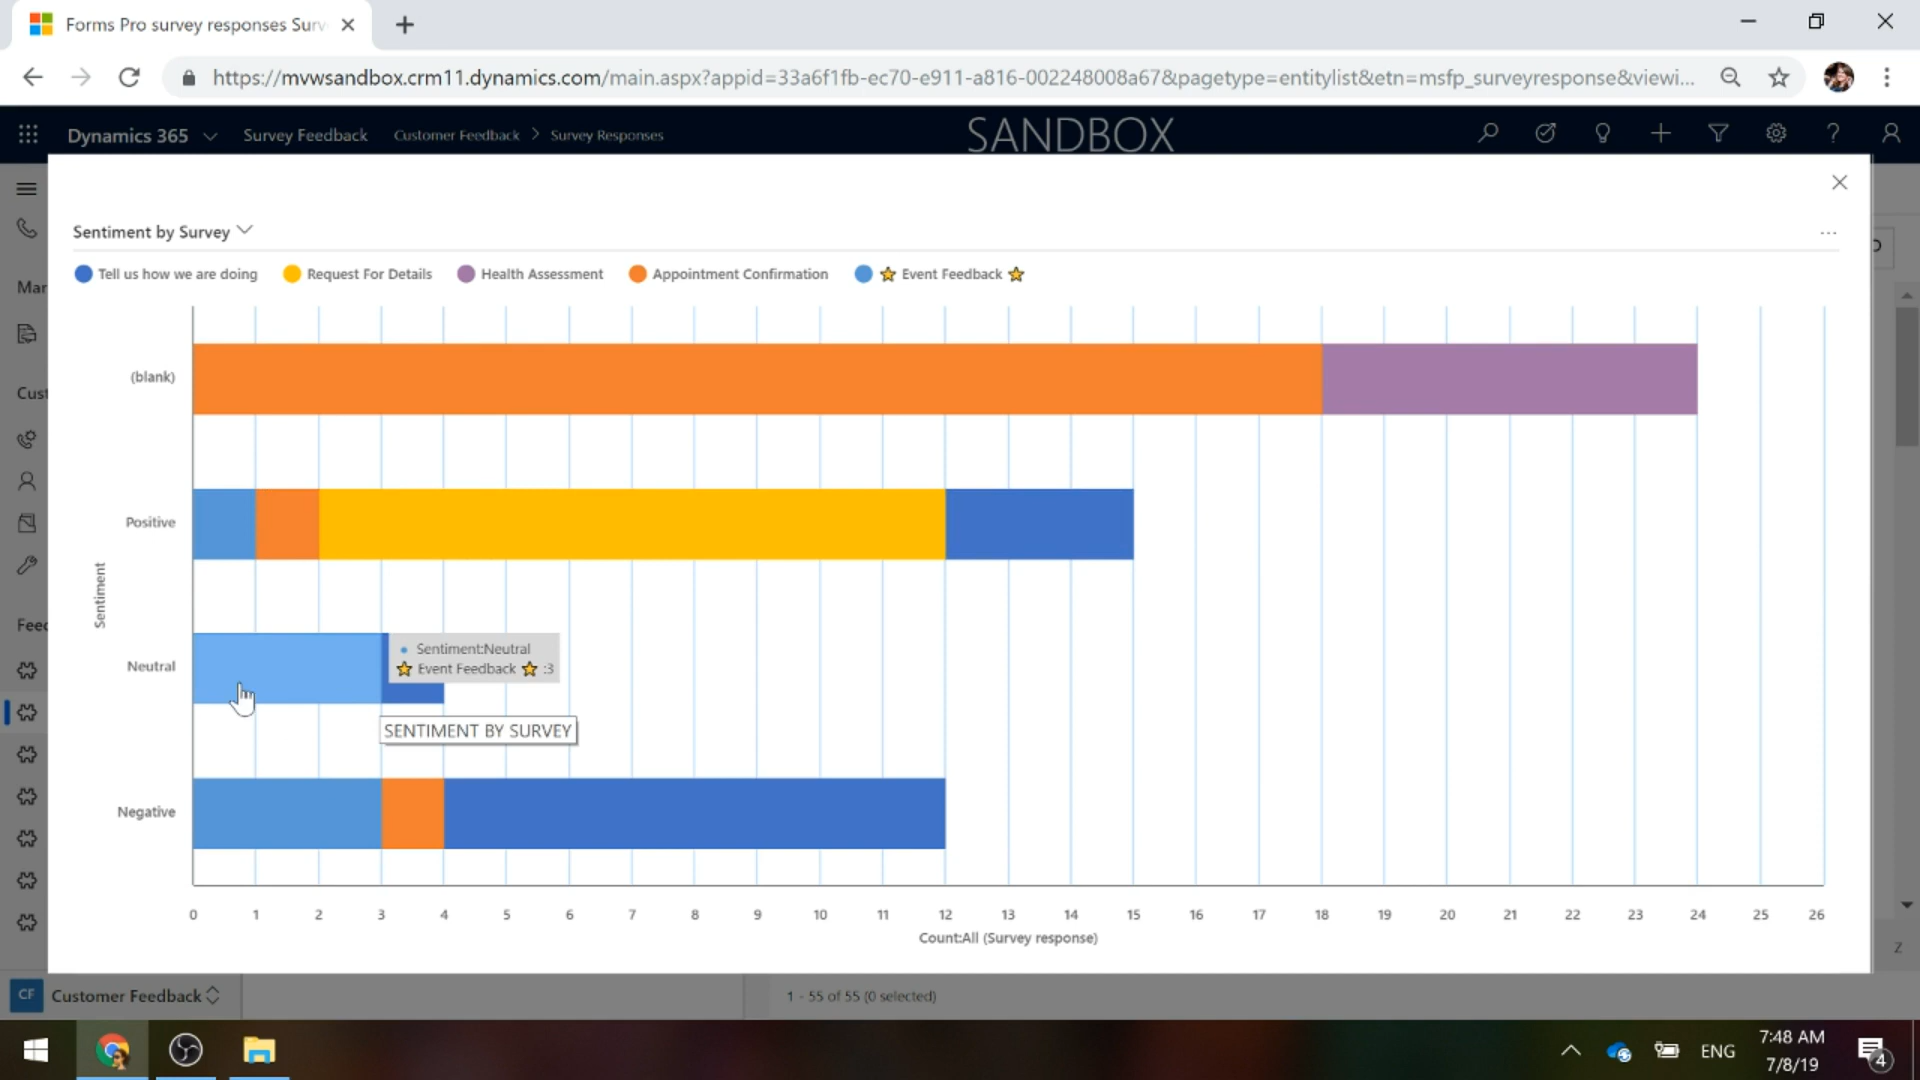 Forms Pro survey responses Surv
https://mvwsandbox.crm11.dynamics.com/main.aspx?appid=33a6f1fb-ec70-e911-a816-002248008a67&pagetype=entitylist&etn=msfp_surveyresponse&viewi...
Dynamics 365 Survey Feedback Customer Feedback > Survey Responses SANDBOX
Sentiment by Survey
Tell us how we are doing Request For Details Health Assessment Appointment Confirmation ⭐ Event Feedback ⭐
Mar
Cust
Feed
(blank)
Positive
Sentiment
Neutral
Sentiment:Neutral
⭐ Event Feedback ⭐ :3
SENTIMENT BY SURVEY
Negative
0 1 2 3 4 5 6 7 8 9 10 11 12 13 14 15 16 17 18 19 20 21 22 23 24 25 26
Count:All (Survey response)
Z
CF Customer Feedback
1 - 55 of 55 (0 selected)
ENG
7:48 AM
7/8/19
4